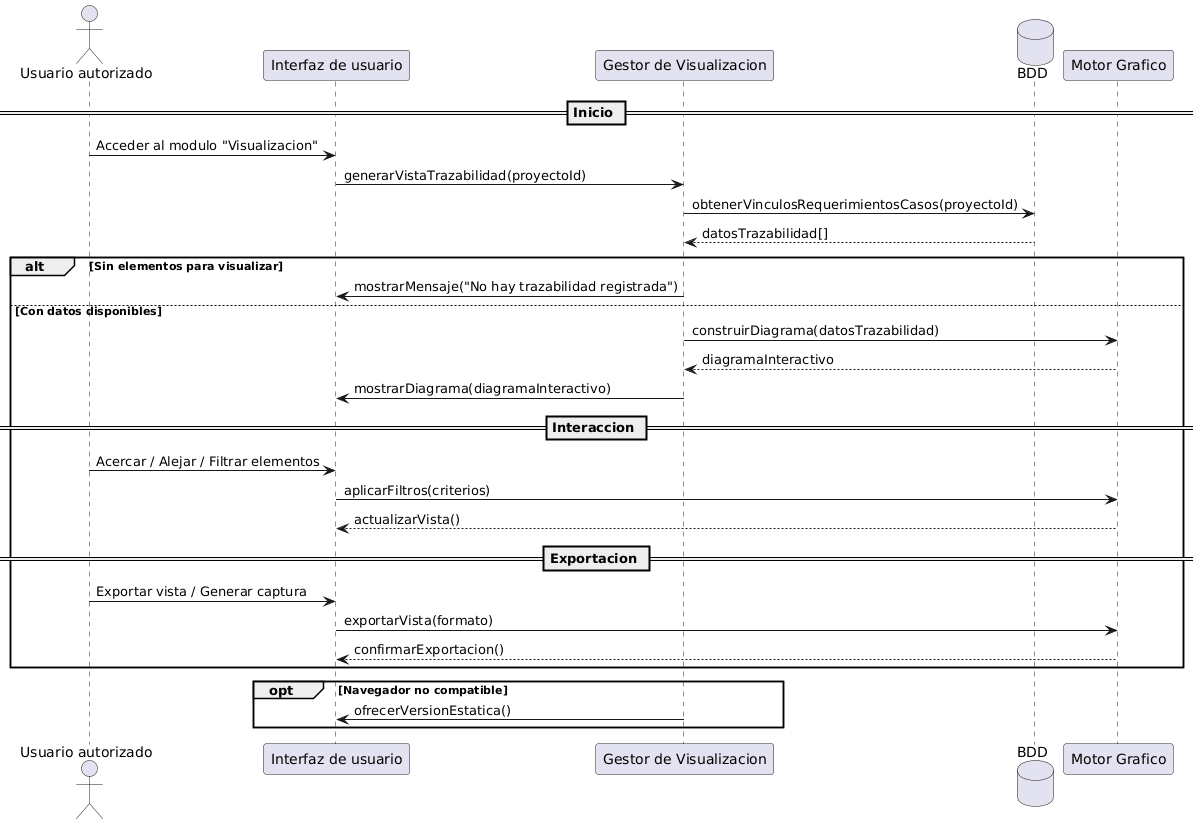 Usuario autorizado
Interfaz de usuario
Gestor de Visualizacion
BDD
Motor Grafico
Inicio
Acceder al modulo "Visualizacion"
generarVistaTrazabilidad(proyectoId)
obtenerVinculosRequerimientosCasos(proyectoId)
datosTrazabilidad[]
alt
[Sin elementos para visualizar]
mostrarMensaje("No hay trazabilidad registrada")
[Con datos disponibles]
construirDiagrama(datosTrazabilidad)
diagramaInteractivo
mostrarDiagrama(diagramaInteractivo)
Interaccion
Acercar / Alejar / Filtrar elementos
aplicarFiltros(criterios)
actualizarVista()
Exportacion
Exportar vista / Generar captura
exportarVista(formato)
confirmarExportacion()
opt
[Navegador no compatible]
ofrecerVersionEstatica()
Usuario autorizado
Interfaz de usuario
Gestor de Visualizacion
BDD
Motor Grafico